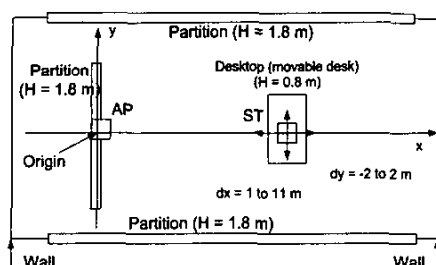 y
Partition (H = 1.8 m)
Partition
(H = 1.8 m)
AP
Desktop (movable desk)
(H = 0.8 m)
ST
x
Origin
dy = -2 to 2 m
dx = 1 to 11 m
Partition (H = 1.8 m)
Wall
Wall